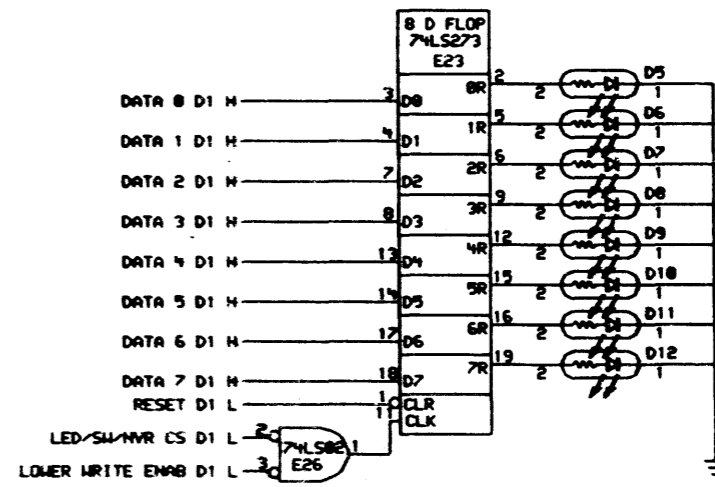 8 D FLOP
74LS273
E23
DATA 0 D1 H 3 D0 0R 2 2 D5 1
DATA 1 D1 H 4 D1 1R 5 2 D6 1
DATA 2 D1 H 7 D2 2R 6 2 D7 1
DATA 3 D1 H 8 D3 3R 9 2 D8 1
DATA 4 D1 H 13 D4 4R 12 2 D9 1
DATA 5 D1 H 14 D5 5R 15 2 D10 1
DATA 6 D1 H 17 D6 6R 16 2 D11 1
DATA 7 D1 H 18 D7 7R 19 2 D12 1
RESET D1 L 1 CLR
11 CLK
LED/SW/NVR CS D1 L 2 74LS02 1
E26
LOWER WRITE ENAB D1 L 3